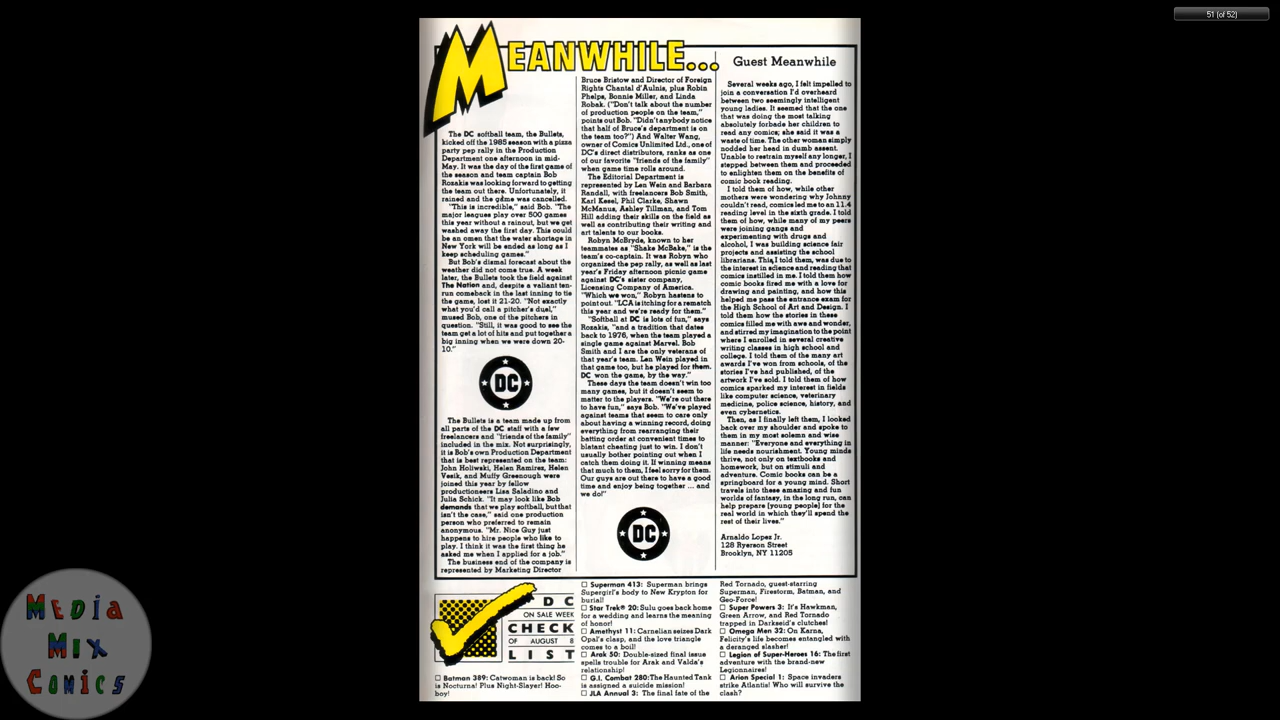 51 (of 52)
MEANWHILE...
The DC softball team, the Bullets,
kicked off the 1985 season with a pizza
party pep rally in the Production
Department one afternoon in mid-
May. It was the day of the first game of
the season and team captain Bob
Rozakis was looking forward to getting
the team out there. Unfortunately, it
rained and the game was cancelled.
"This is incredible," said Bob. "The
major leagues play over 500 games
this year without a rainout, but we get
washed away the first day. This could
be an omen that the water shortage in
New York will be ended as long as I
keep scheduling games."
But Bob's dismal forecast about the
weather did not come true. A week
later, the Bullets took the field against
The Nation and, despite a valiant ten-
run comeback in the last inning to tie
the game, lost it 21-20. "Not exactly
what you'd call a pitcher's duel,"
mused Bob, one of the pitchers in
question. "Still, it was good to see the
team get a lot of hits and put together a
big inning when we were down 20-
10."
DC
The Bullets is a team made up from
all parts of the DC staff with a few
freelancers and "friends of the family"
included in the mix. Not surprisingly,
it is Bob's own Production Department
that is best represented on the team:
John Holiwski, Helen Ramirez, Helen
Vesik, and Muffy Greenough were
joined this year by fellow
productioneers Lisa Saladino and
Julia Schick. "It may look like Bob
demands that we play softball, but that
isn't the case," said one production
person who preferred to remain
anonymous. "Mr. Nice Guy just
happens to hire people who like to
play. I think it was the first thing he
asked me when I applied for a job."
The business end of the company is
represented by Marketing Director
Bruce Bristow and Director of Foreign
Rights Chantal d'Aulnis, plus Robin
Phelps, Bonnie Miller, and Linda
Robak. ("Don't talk about the number
of production people on the team,"
points out Bob. "Didn't anybody notice
that half of Bruce's department is on
the team too?") And Walter Wang,
owner of Comics Unlimited Ltd., one of
DC's direct distributors, ranks as one
of our favorite "friends of the family"
when game time rolls around.
The Editorial Department is
represented by Len Wein and Barbara
Randall, with freelancers Bob Smith,
Karl Kesel, Phil Clarke, Shawn
McManus, Ashley Tillman, and Tom
Hill adding their skills on the field as
well as contributing their writing and
art talents to our books.
Robyn McBryde, known to her
teammates as "Shake McBake," is the
team's co-captain. It was Robyn who
organized the pep rally, as well as last
year's Friday afternoon picnic game
against DC's sister company,
Licensing Company of America.
"Which we won," Robyn hastens to
point out. "LCA is itching for a rematch
this year and we're ready for them."
"Softball at DC is lots of fun," says
Rozakis, "and a tradition that dates
back to 1976, when the team played a
single game against Marvel. Bob
Smith and I are the only veterans of
that year's team. Len Wein played in
that game too, but he played for them.
DC won the game, by the way."
These days the team doesn't win too
many games, but it doesn't seem to
matter to the players. "We're out there
to have fun," says Bob. "We've played
against teams that seem to care only
about having a winning record, doing
everything from rearranging their
batting order at convenient times to
blatant cheating just to win. I don't
usually bother pointing out when I
catch them doing it. If winning means
that much to them, I feel sorry for them.
Our guys are out there to have a good
time and enjoy being together ... and
we do!"
DC
Guest Meanwhile
Several weeks ago, I felt impelled to
join a conversation I'd overheard
between two seemingly intelligent
young ladies. It seemed that the one
that was doing the most talking
absolutely forbade her children to
read any comics; she said it was a
waste of time. The other woman simply
nodded her head in dumb assent.
Unable to restrain myself any longer, I
stepped between them and proceeded
to enlighten them on the benefits of
comic book reading.
I told them of how, while other
mothers were wondering why Johnny
couldn't read, comics led me to an 11.4
reading level in the sixth grade. I told
them of how, while many of my peers
were joining gangs and
experimenting with drugs and
alcohol, I was building science fair
projects and assisting the school
librarians. This, I told them, was due to
the interest in science and reading that
comics instilled in me. I told them how
comic books fired me with a love for
drawing and painting, and how this
helped me pass the entrance exam for
the High School of Art and Design. I
told them how the stories in these
comics filled me with awe and wonder,
and stirred my imagination to the point
where I enrolled in several creative
writing classes in high school and
college. I told them of the many art
awards I've won from schools, of the
stories I've had published, of the
artwork I've sold. I told them of how
comics sparked my interest in fields
like computer science, veterinary
medicine, police science, history, and
even cybernetics.
Then, as I finally left them, I looked
back over my shoulder and spoke to
them in my most solemn and wise
manner: "Everyone and everything in
life needs nourishment. Young minds
thrive, not only on textbooks and
homework, but on stimuli and
adventure. Comic books can be a
springboard for a young mind. Short
travels into these amazing and fun
worlds of fantasy, in the long run, can
help prepare [young people] for the
real world in which they'll spend the
rest of their lives."
Arnaldo Lopez Jr.
128 Ryerson Street
Brooklyn, NY 11205
DC
ON SALE WEEK
CHECK
OF AUGUST 8
LIST
□ Batman 389: Catwoman is back! So
is Nocturna! Plus Night-Slayer! Hoo-
boy!
□ Superman 413: Superman brings
Supergirl's body to New Krypton for
burial!
□ Star Trek® 20: Sulu goes back home
for a wedding and learns the meaning
of honor!
□ Amethyst 11: Carnelian seizes Dark
Opal's clasp, and the love triangle
comes to a boil!
□ Arak 50: Double-sized final issue
spells trouble for Arak and Valda's
relationship!
□ G.I. Combat 280: The Haunted Tank
is assigned a suicide mission!
□ JLA Annual 3: The final fate of the
Red Tornado, guest-starring
Superman, Firestorm, Batman, and
Geo-Force!
□ Super Powers 3: It's Hawkman,
Green Arrow, and Red Tornado
trapped in Darkseid's clutches!
□ Omega Men 32: On Karna,
Felicity's life becomes entangled with
a deranged slasher!
□ Legion of Super-Heroes 16: The first
adventure with the brand-new
Legionnaires!
□ Arion Special 1: Space invaders
strike Atlantis! Who will survive the
clash?
MEDIA
MIKE
COMICS